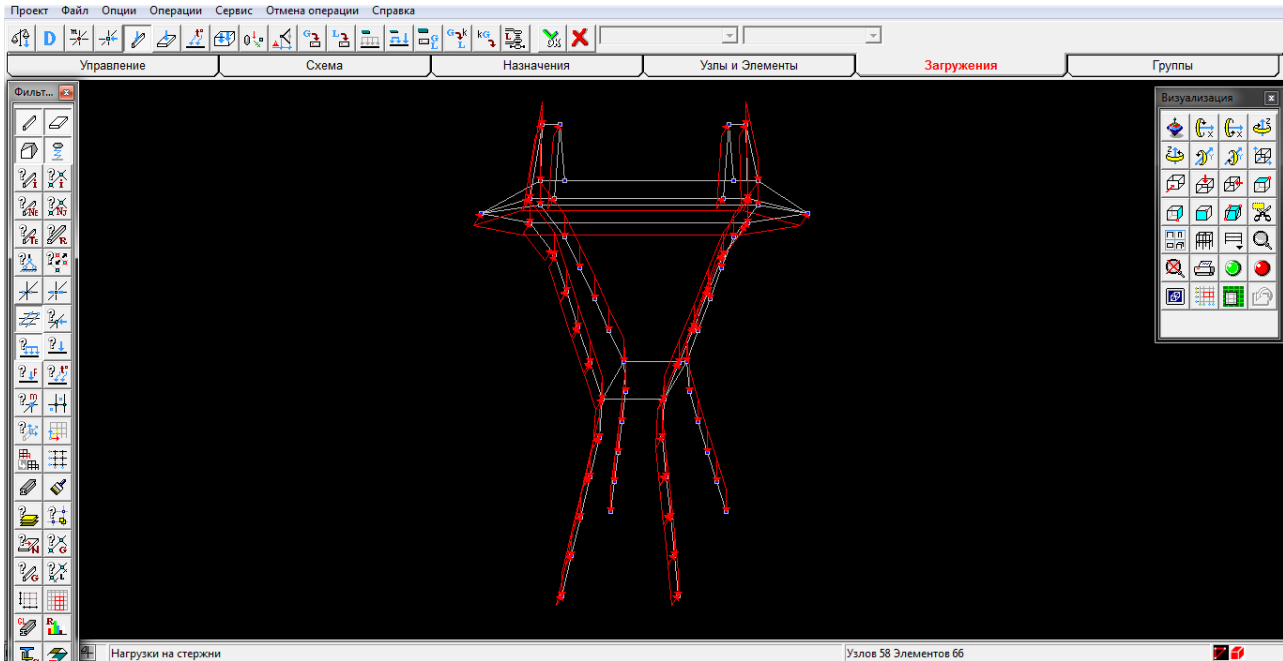 Проект Файл Опции Операции Сервис Отмена операции Справка
Управление Схема Назначения Узлы и Элементы Загружения Группы
Фильт...
Визуализация
Нагрузки на стержни
Узлов 58 Элементов 66